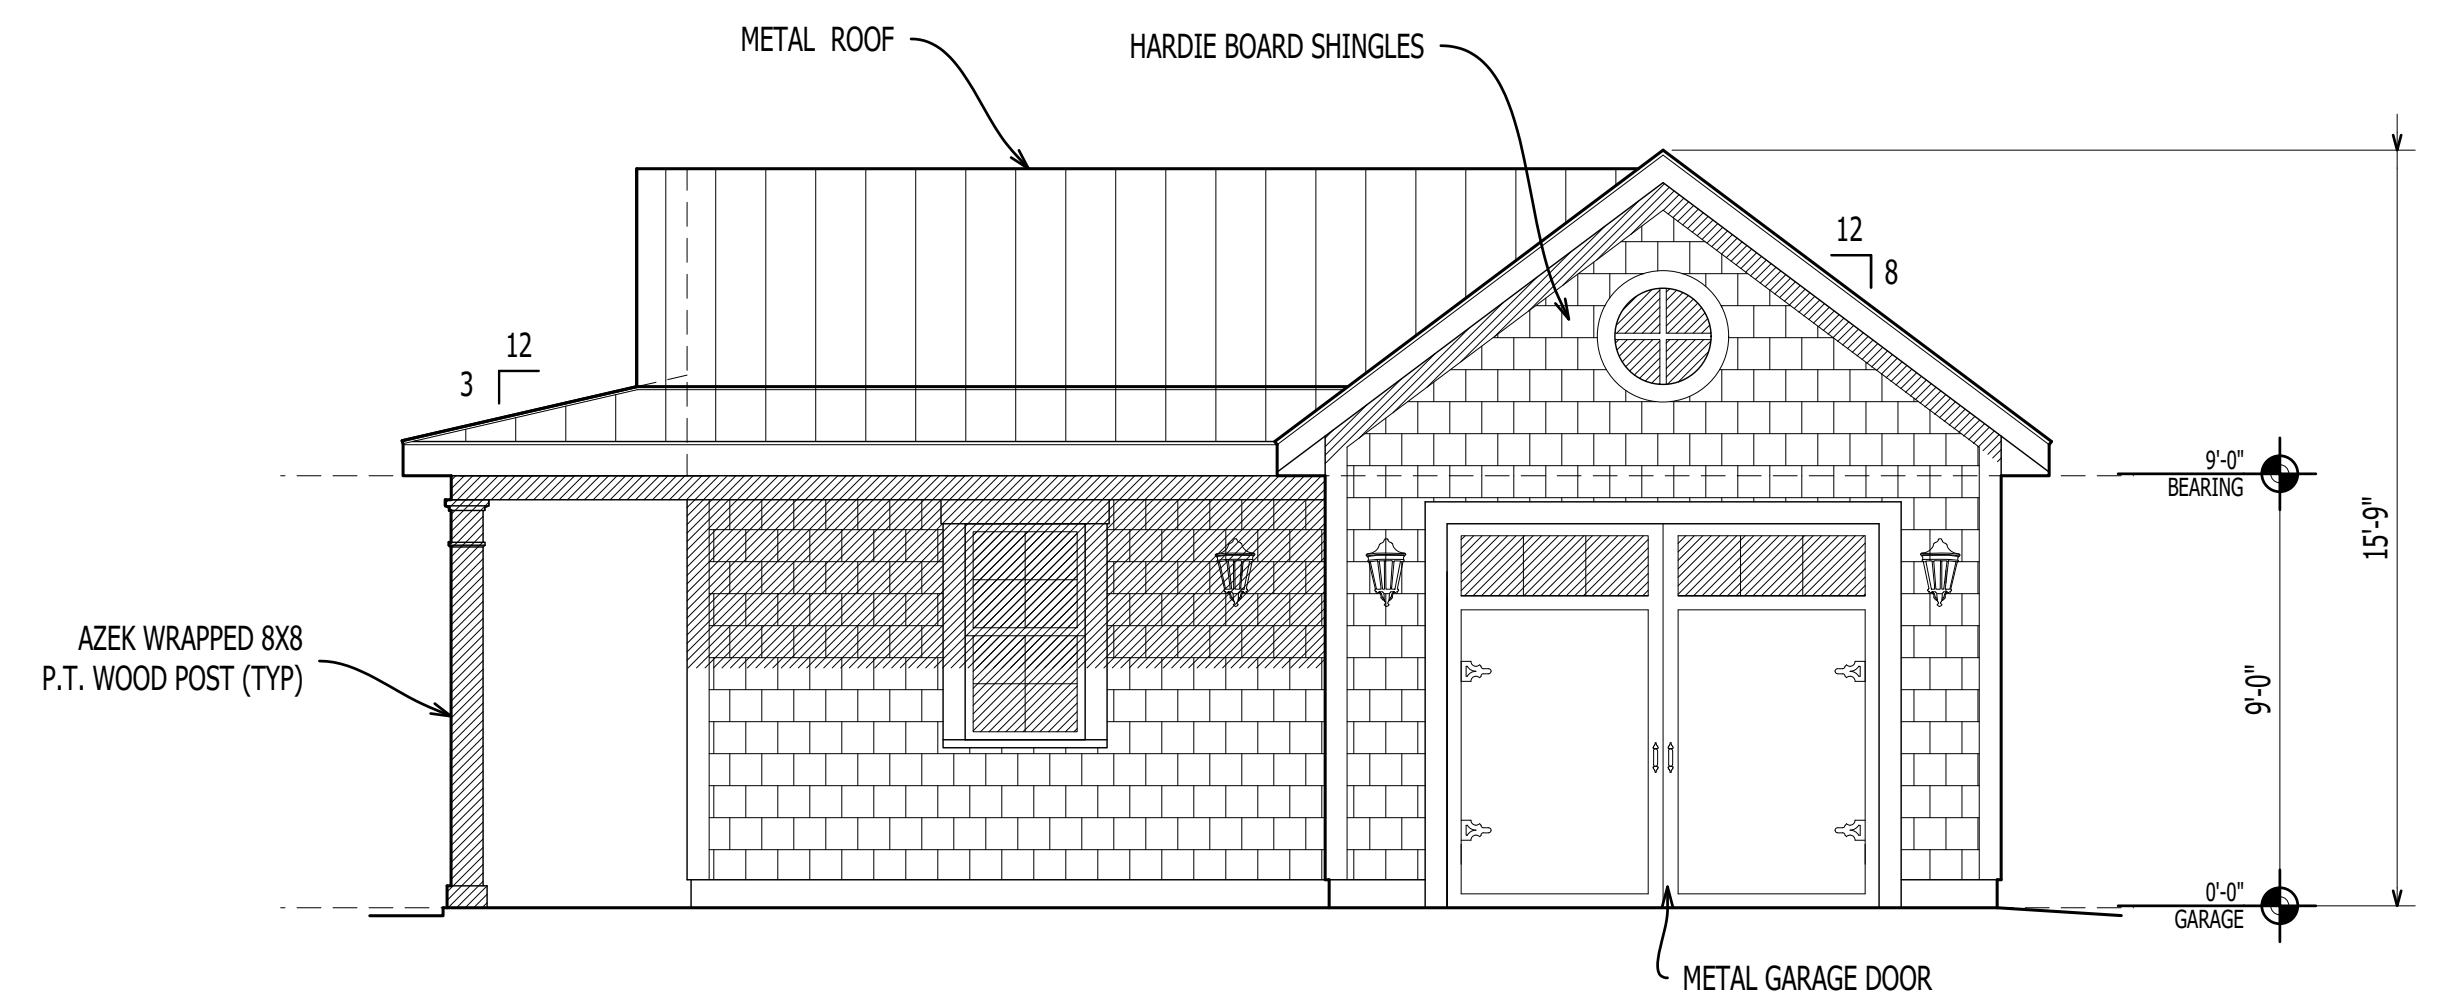 METAL ROOF
HARDIE BOARD SHINGLES
12
8
12
3
9'-0"
BEARING
15'-9"
AZEK WRAPPED 8X8
P.T. WOOD POST (TYP)
9'-0"
0'-0"
GARAGE
METAL GARAGE DOOR